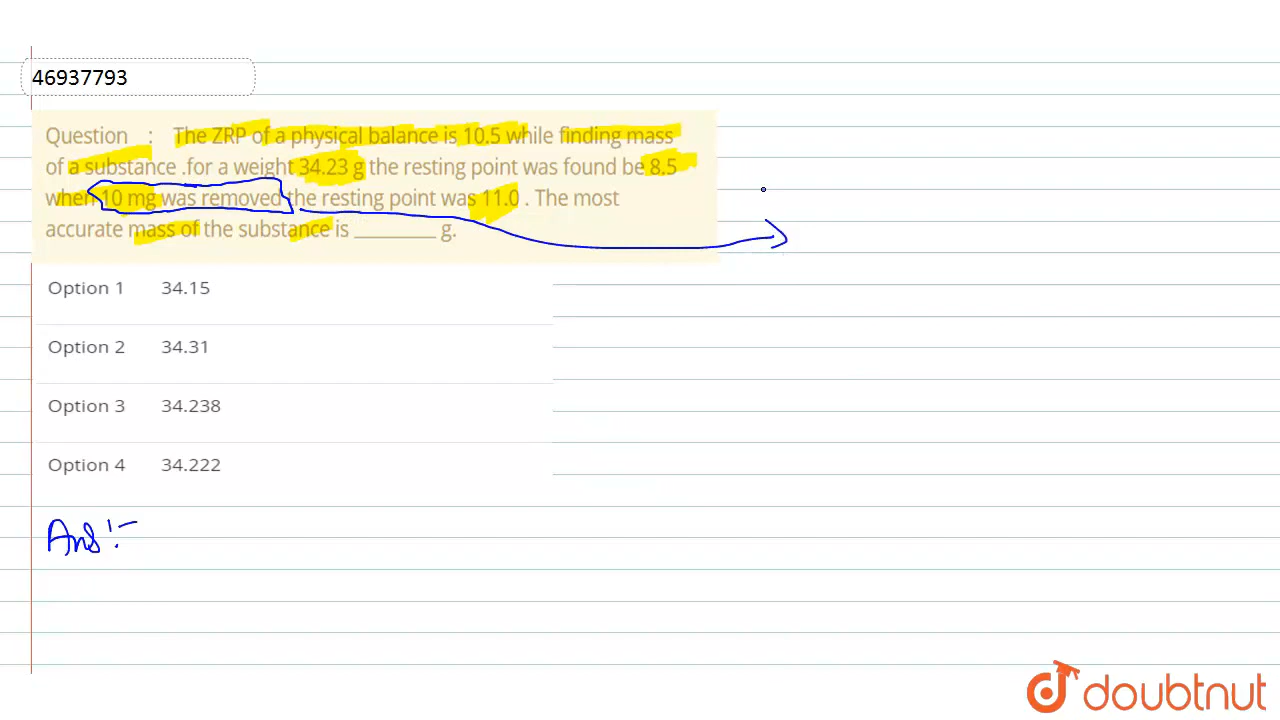 46937793
Question : The ZRP of a physical balance is 10.5 while finding mass
of a substance .for a weight 34.23 g the resting point was found be 8.5
when 10 mg was removed the resting point was 11.0 . The most
accurate mass of the substance is _________ g.
Option 1 34.15
Option 2 34.31
Option 3 34.238
Option 4 34.222
Ans :-
doubtnut